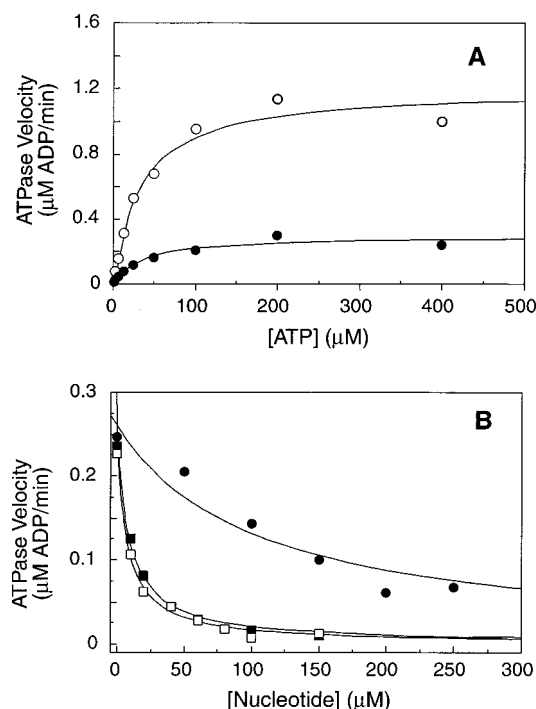 A
ATPase Velocity
(μM ADP/min)
1.6
1.2
0.8
0.4
0
0
100
200
300
400
500
[ATP] (μM)
B
ATPase Velocity
(μM ADP/min)
0.3
0.2
0.1
0
0
50
100
150
200
250
300
[Nucleotide] (μM)